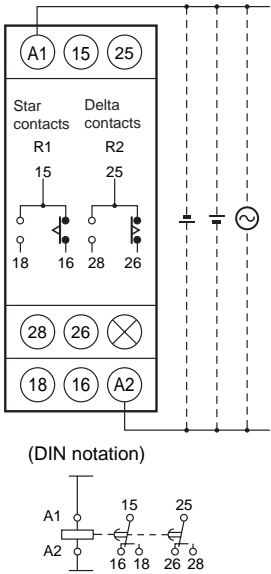 A1 15 25
Star contacts Delta contacts
R1 R2
15 25
18 16 28 26
28 26
18 16 A2
(DIN notation)
A1 15 25
A2 16 18 26 28